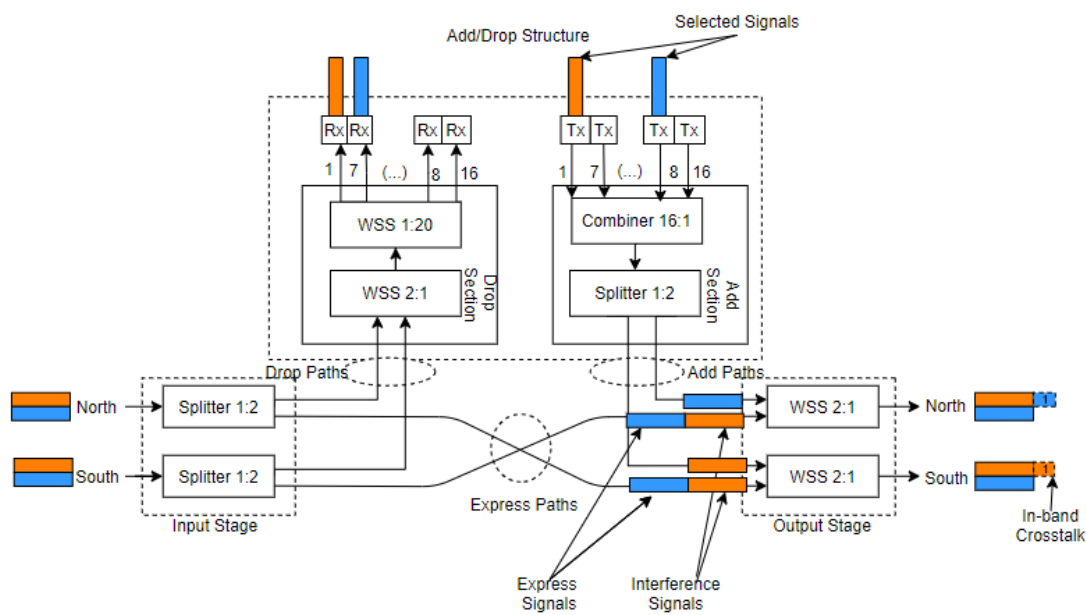 Selected Signals
Add/Drop Structure
Rx Rx Rx Rx
Tx Tx Tx Tx
1 7 (...) 8 16
1 7 (...) 8 16
WSS 1:20
Combiner 16:1
WSS 2:1
Drop
Section
Splitter 1:2
Add
Section
Drop Paths
Add Paths
North
Splitter 1:2
WSS 2:1
North
1
South
Splitter 1:2
WSS 2:1
South
1
Express Paths
Input Stage
Output Stage
In-band
Crosstalk
Express
Signals
Interference
Signals